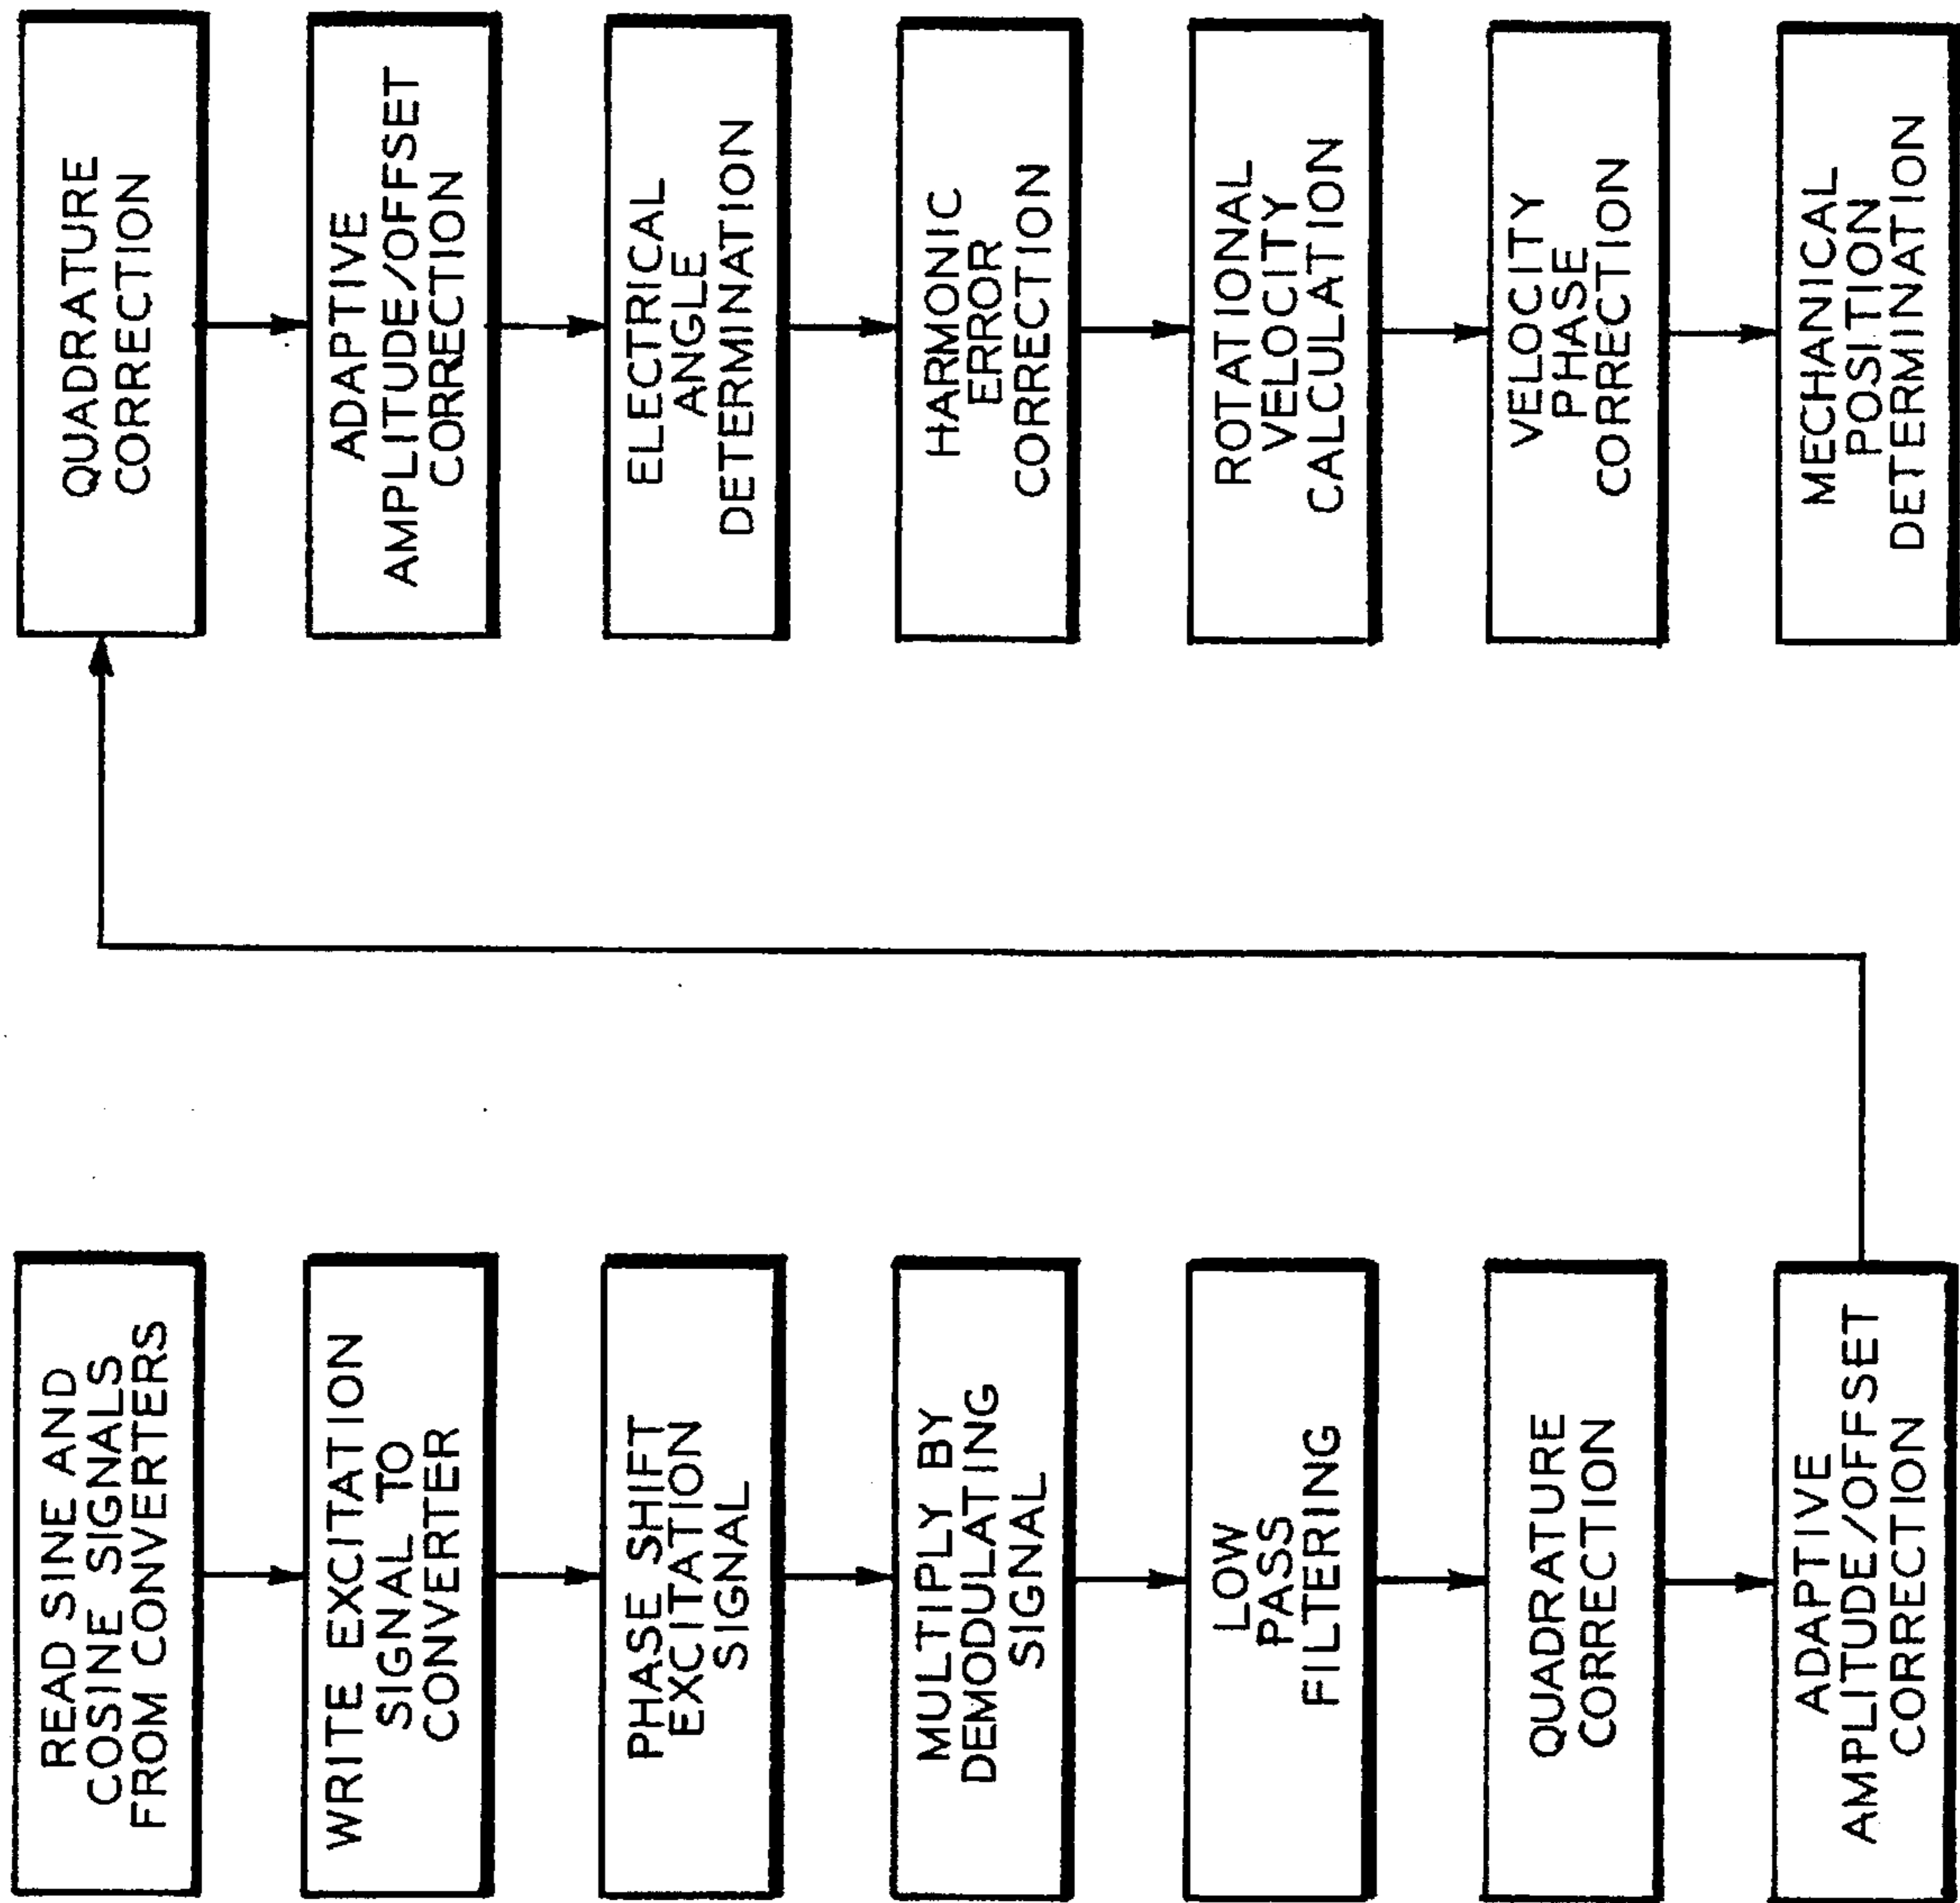 READ SINE AND
COSINE SIGNALS
FROM CONVERTERS
WRITE EXCITATION
SIGNAL TO
CONVERTER
PHASE SHIFT
EXCITATION
SIGNAL
MULTIPLY BY
DEMODULATING
SIGNAL
LOW
PASS
FILTERING
QUADRATURE
CORRECTION
ADAPTIVE
AMPLITUDE/OFFSET
CORRECTION
QUADRATURE
CORRECTION
ADAPTIVE
AMPLITUDE/OFFSET
CORRECTION
ELECTRICAL
ANGLE
DETERMINATION
HARMONIC
ERROR
CORRECTION
ROTATIONAL
VELOCITY
CALCULATION
VELOCITY
PHASE
CORRECTION
MECHANICAL
POSITION
DETERMINATION